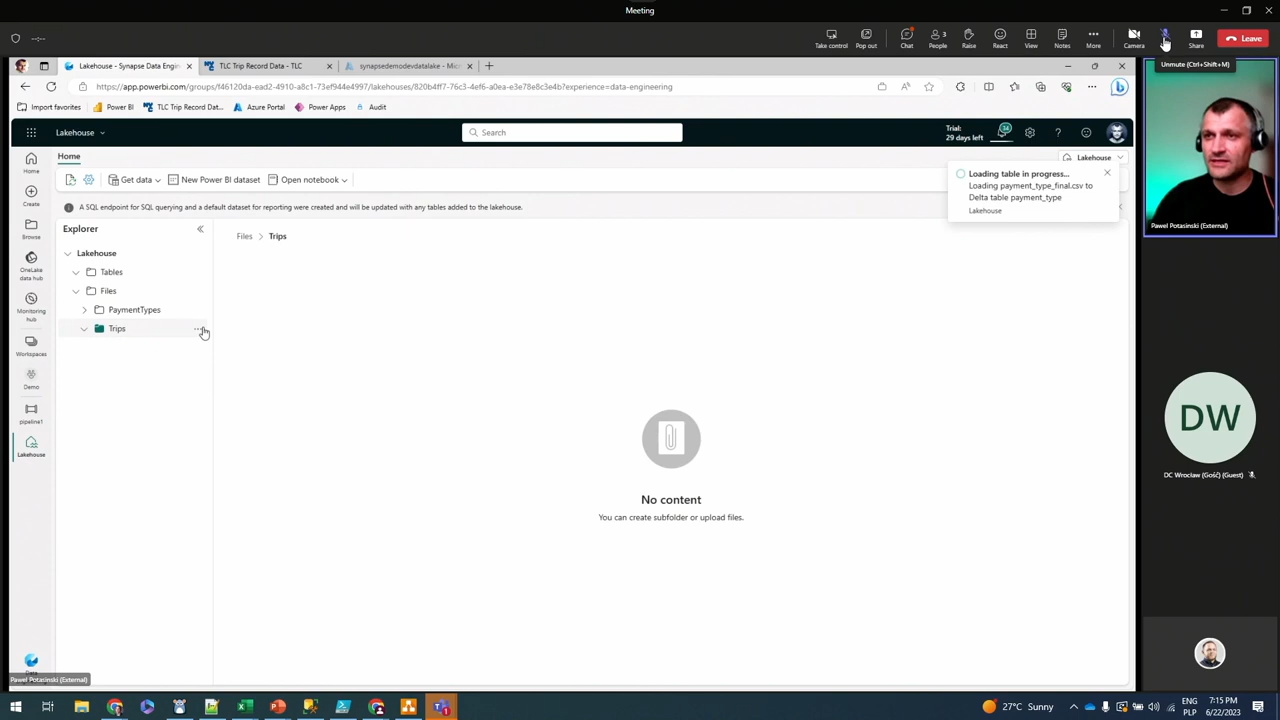 Meeting
Take control
Pop out
Chat
3
People
Raise
React
View
Notes
More
Camera
Mic
Share
Leave
Unmute (Ctrl+Shift+M)
Lakehouse - Synapse Data Engin
TLC Trip Record Data - TLC
synapsedemodevdatalake - Micr
https://app.powerbi.com/groups/f46120da-ead2-4910-a8c1-73ef944e4997/lakehouses/820b4ff7-76c3-4ef6-a0ea-e3e78e8c3e4b?experience=data-engineering
Import favorites
Power BI
TLC Trip Record Dat...
Azure Portal
Power Apps
Audit
Lakehouse
Search
Trial:
29 days left
34
Home
Lakehouse
Get data
New Power BI dataset
Open notebook
A SQL endpoint for SQL querying and a default dataset for reporting were created and will be updated with any tables added to the lakehouse.
Loading table in progress...
Loading payment_type_final.csv to
Delta table payment_type
Lakehouse
Home
Create
Browse
OneLake
data hub
Monitoring
hub
Workspaces
Demo
pipeline1
Lakehouse
Data
Explorer
Lakehouse
Tables
Files
PaymentTypes
Trips
...
Files > Trips
No content
You can create subfolder or upload files.
Pawel Potasinski (External)
DW
DC Wrocław (Gość) (Guest)
Pawel Potasinski (External)
27°C Sunny
ENG
PLP
7:15 PM
6/22/2023